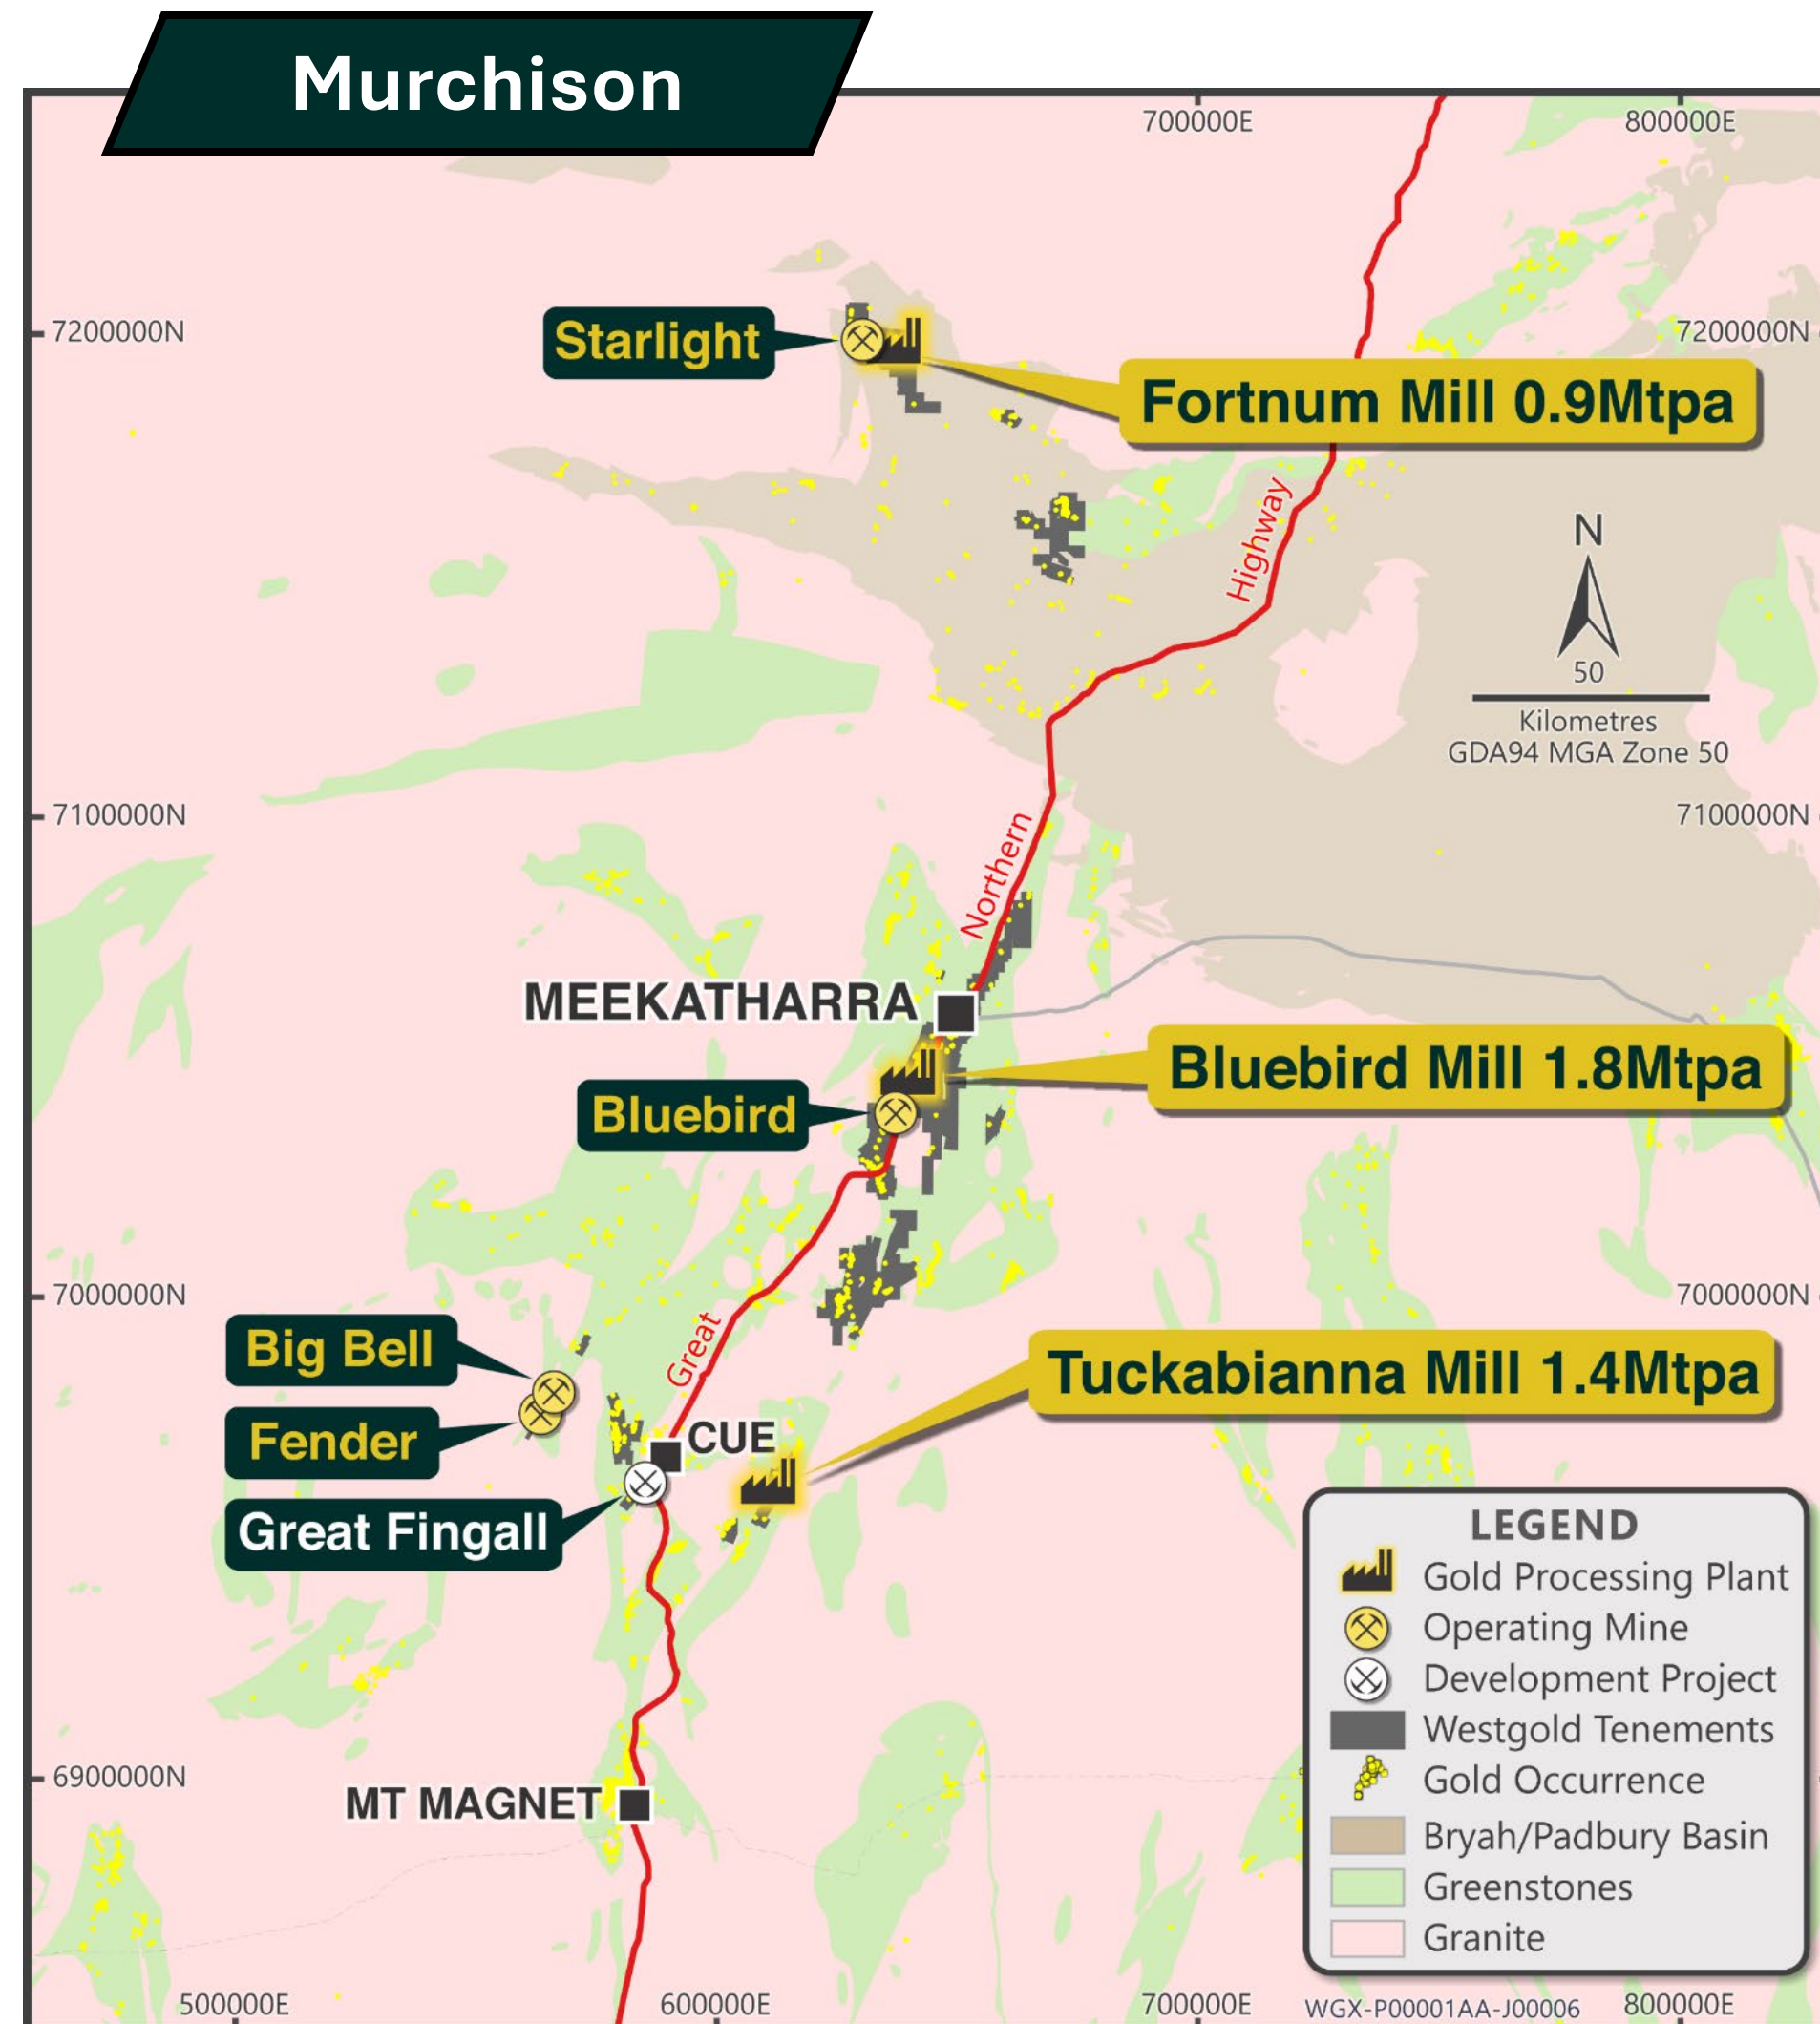 Murchison
700000E
800000E
7200000N
7200000N
Starlight
Fortnum Mill 0.9Mtpa
Highway
N
50
Kilometres
GDA94 MGA Zone 50
7100000N
7100000N
Northern
MEEKATHARRA
Bluebird Mill 1.8Mtpa
Bluebird
7000000N
7000000N
Great
Big Bell
Tuckabianna Mill 1.4Mtpa
Fender
CUE
Great Fingall
LEGEND
Gold Processing Plant
Operating Mine
Development Project
Westgold Tenements
Gold Occurrence
Bryah/Padbury Basin
Greenstones
Granite
6900000N
MT MAGNET
500000E
600000E
700000E
WGX-P00001AA-J00006
800000E